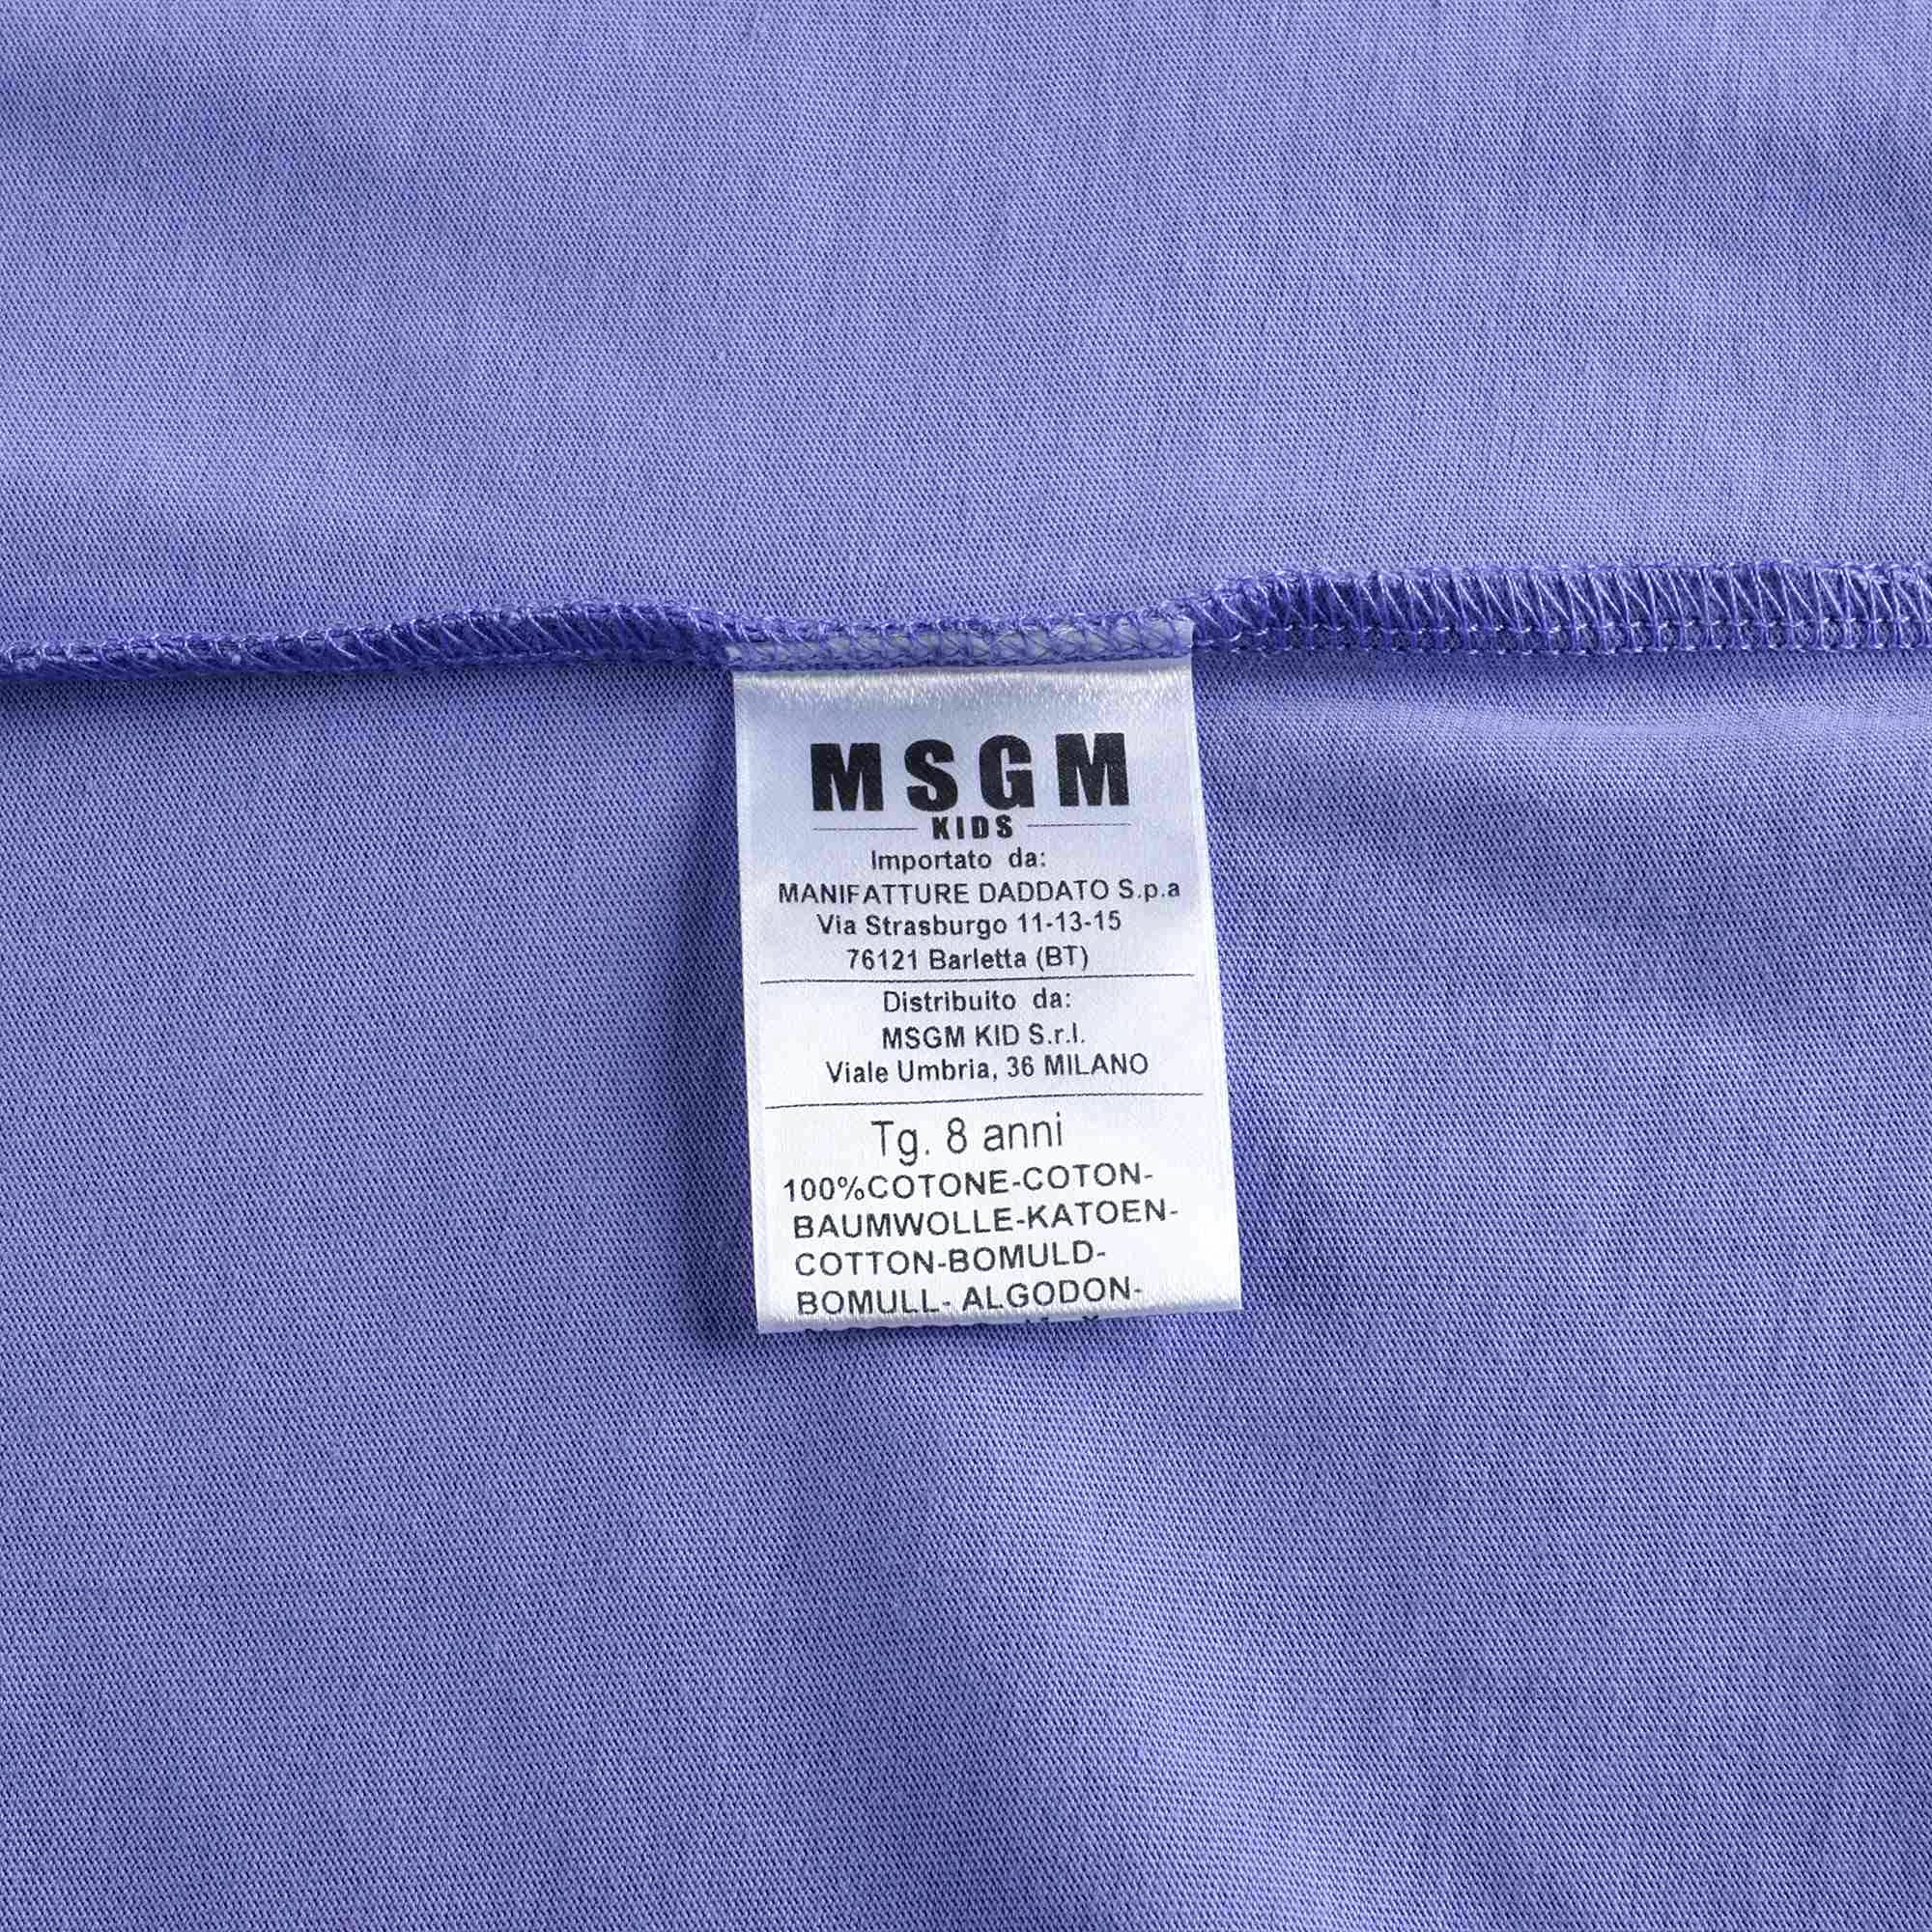 MSGM
KIDS
Importato da:
MANIFATTURE DADDATO S.p.a
Via Strasburgo 11-13-15
76121 Barletta (BT)
Distribuito da:
MSGM KID S.r.l.
Viale Umbria, 36 MILANO
Tg. 8 anni
100%COTONE-COTON-
BAUMWOLLE-KATOEN-
COTTON-BOMULD-
BOMULL- ALGODON-